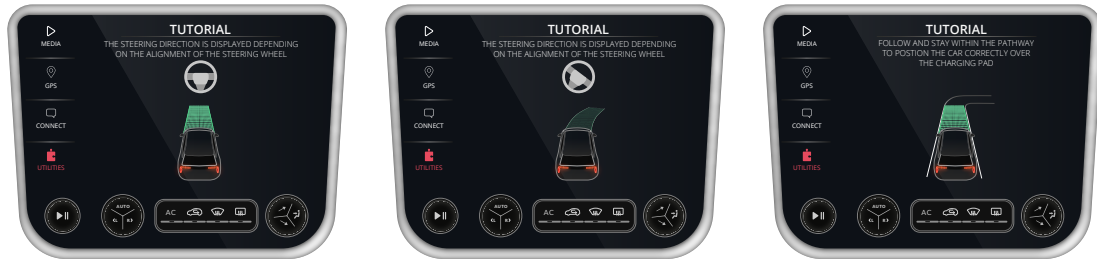 TUTORIAL
MEDIA
THE STEERING DIRECTION IS DISPLAYED DEPENDING
ON THE ALIGNMENT OF THE STEERING WHEEL
GPS
CONNECT
UTILITIES
AUTO
AC
TUTORIAL
MEDIA
THE STEERING DIRECTION IS DISPLAYED DEPENDING
ON THE ALIGNMENT OF THE STEERING WHEEL
GPS
CONNECT
UTILITIES
AUTO
AC
TUTORIAL
MEDIA
FOLLOW AND STAY WITHIN THE PATHWAY
TO POSTION THE CAR CORRECTLY OVER
THE CHARGING PAD
GPS
CONNECT
UTILITIES
AUTO
AC